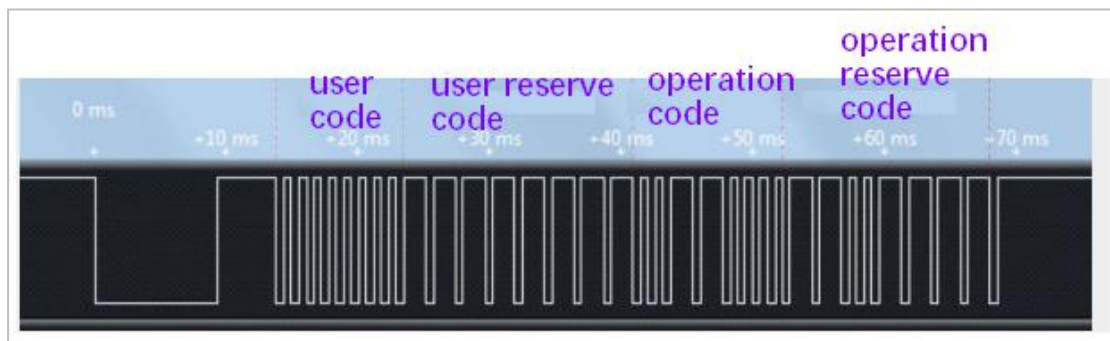 user
code
user reserve
code
operation
code
operation
reserve
code
0 ms
+10 ms
+20 ms
+30 ms
+40 ms
+50 ms
+60 ms
+70 ms